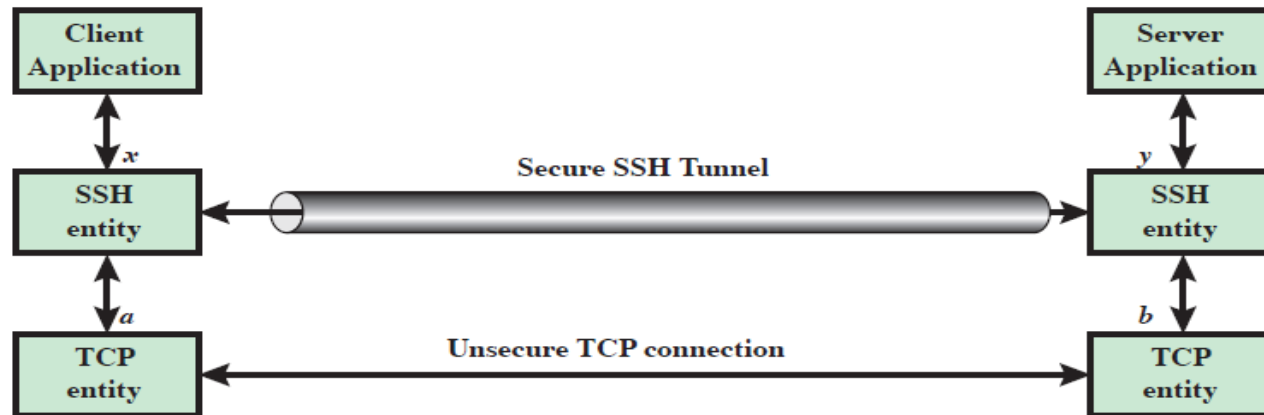 Client
Application
Server
Application
x
y
Secure SSH Tunnel
SSH
entity
SSH
entity
a
b
Unsecure TCP connection
TCP
entity
TCP
entity